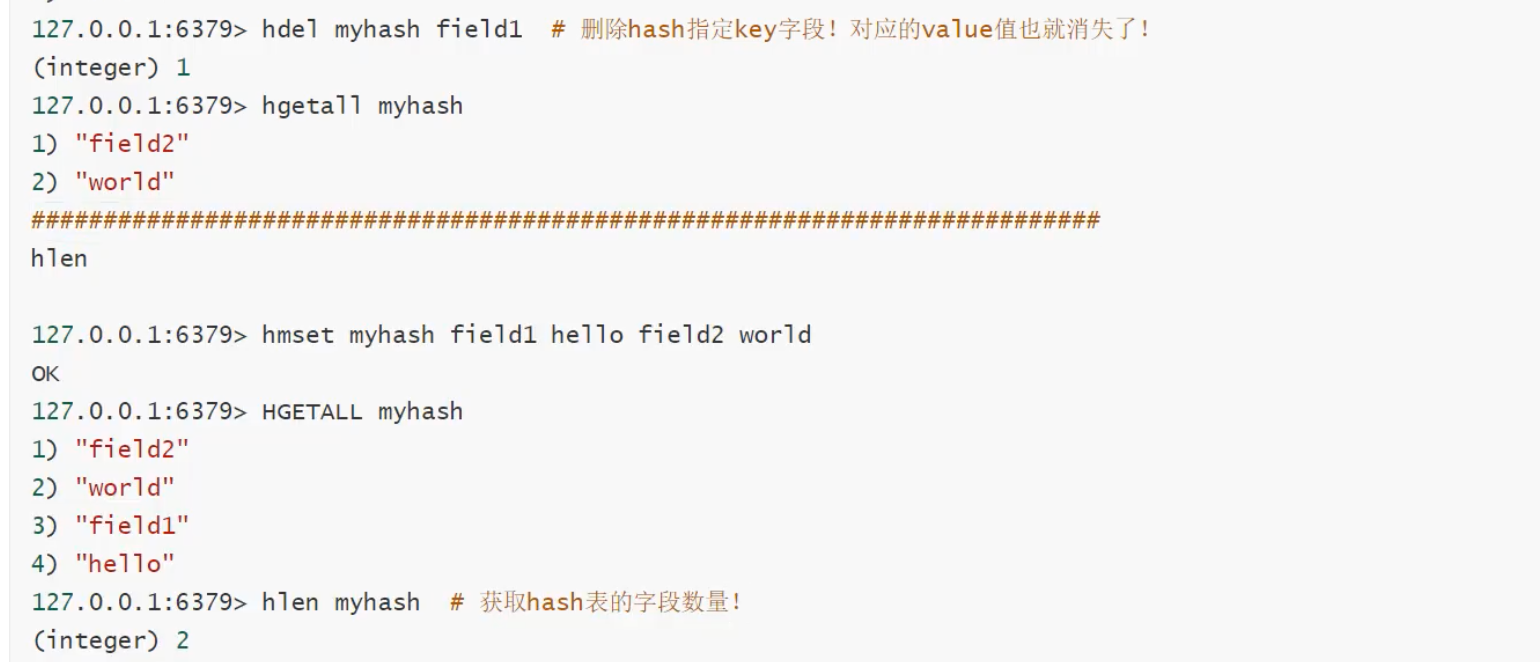 127.0.0.1:6379> hdel myhash field1  # 删除hash指定key字段！对应的value值也就消失了！
(integer) 1
127.0.0.1:6379> hgetall myhash
1) "field2"
2) "world"
##########################################################################
hlen
127.0.0.1:6379> hmset myhash field1 hello field2 world
OK
127.0.0.1:6379> HGETALL myhash
1) "field2"
2) "world"
3) "field1"
4) "hello"
127.0.0.1:6379> hlen myhash  # 获取hash表的字段数量！
(integer) 2